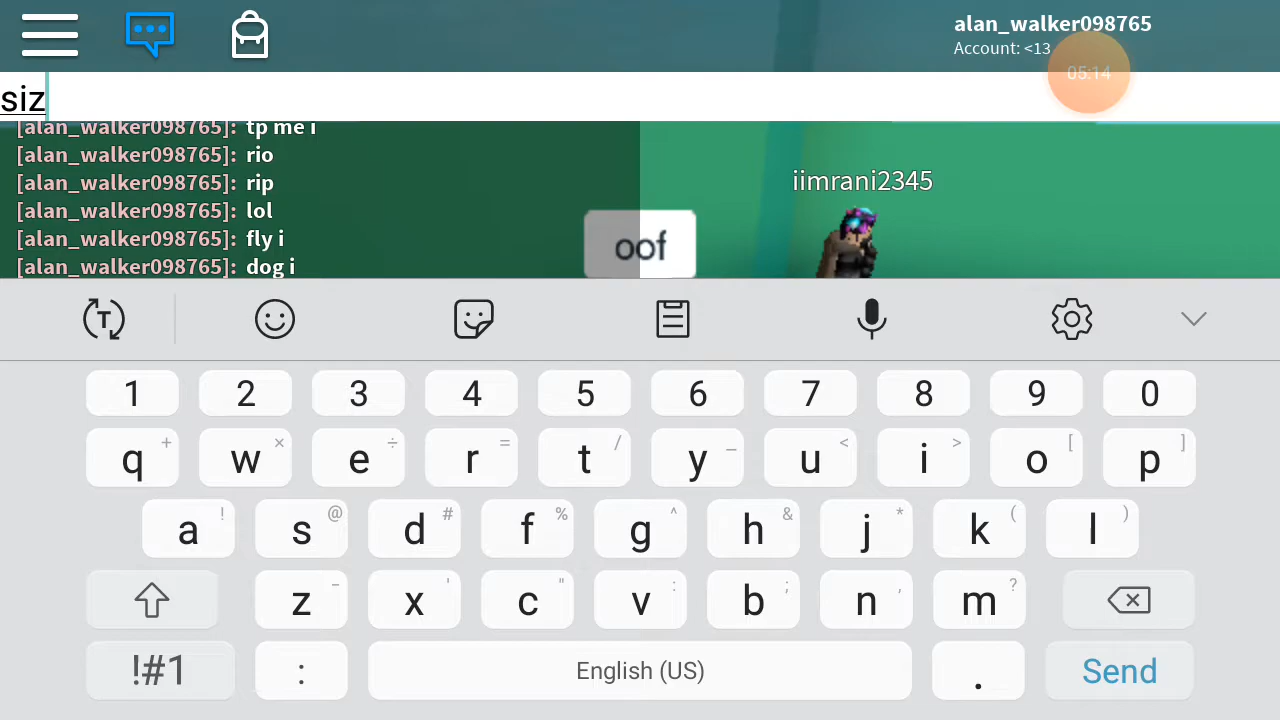 alan_walker098765
Account: <13
05:14
siz
[alan_walker098765]: tp me i
[alan_walker098765]: rio
[alan_walker098765]: rip
[alan_walker098765]: lol
[alan_walker098765]: fly i
[alan_walker098765]: dog i
iimrani2345
oof
T
1 2 3 4 5 6 7 8 9 0
q + w × e ÷ r = t / y _ u < i > o [ p ]
a ! s @ d # f % g ^ h & j * k ( l )
z - x ' c " v : b ; n , m ?
!#1 : English (US) . Send